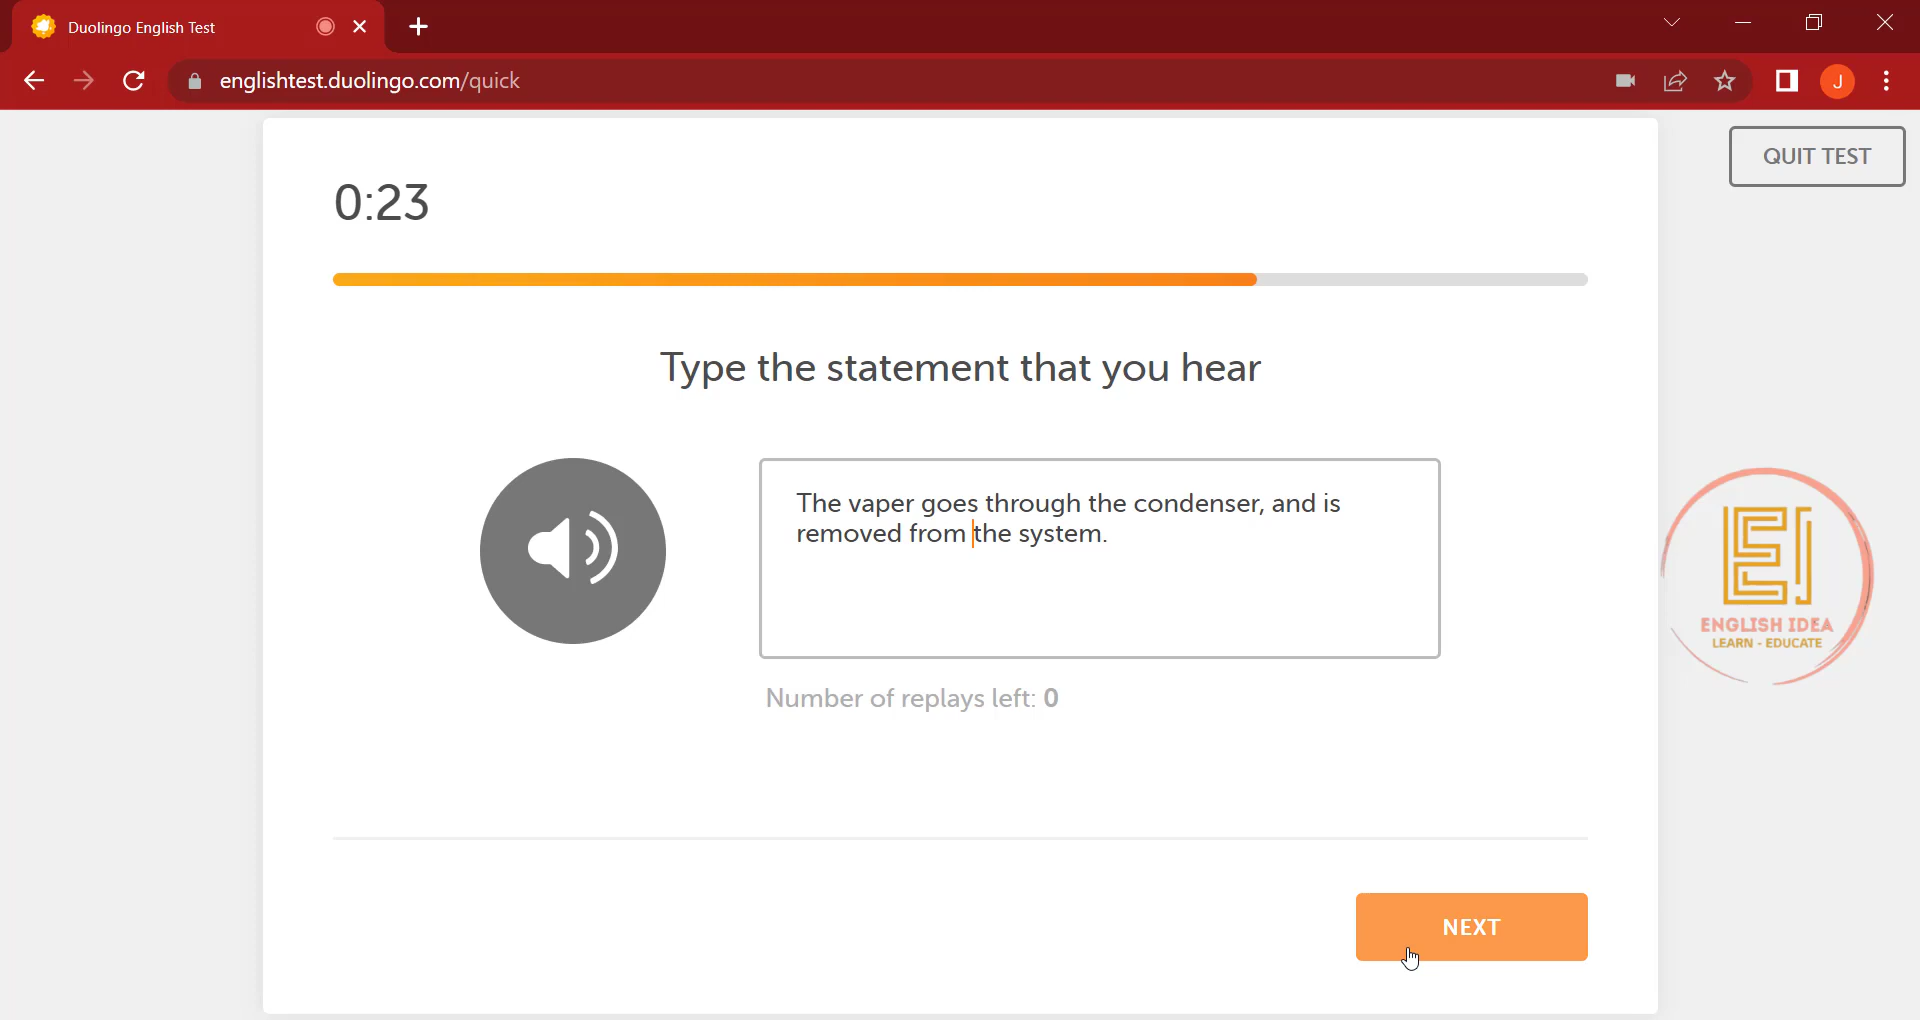 Duolingo English Test
englishtest.duolingo.com/quick
J
QUIT TEST
0:23
Type the statement that you hear
The vaper goes through the condenser, and is
removed from the system.
Number of replays left: 0
EI
ENGLISH IDEA
LEARN - EDUCATE
NEXT